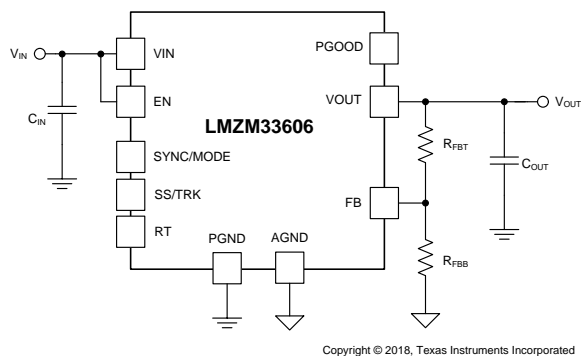 VIN
VIN
PGOOD
EN
VOUT
VOUT
CIN
LMZM33606
RFBT
COUT
SYNC/MODE
SS/TRK
FB
RT
PGND
AGND
RFBB
Copyright © 2018, Texas Instruments Incorporated